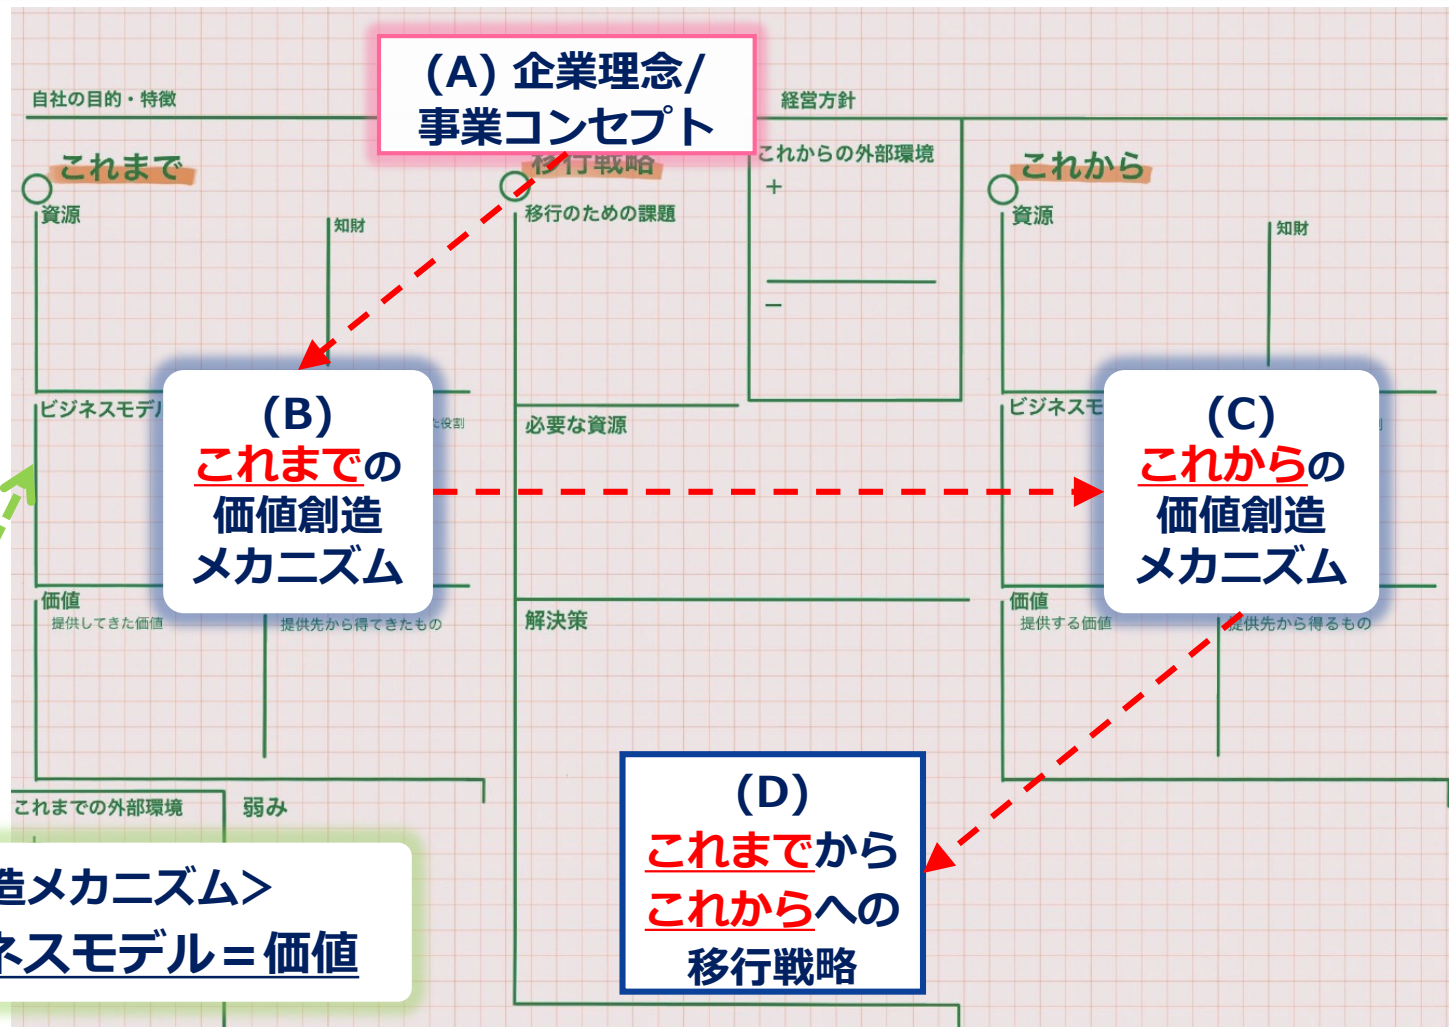 (A) 企業理念/
事業コンセプト
自社の目的・特徴
経営方針
これまで
資源
知財
移行戦略
移行のための課題
これからの外部環境
+
−
これから
資源
知財
(B)
これまでの
価値創造
メカニズム
ビジネスモデ
役割
必要な資源
(C)
これからの
価値創造
メカニズム
ビジネスモ
価値
提供してきた価値
提供先から得てきたもの
解決策
価値
提供する価値
提供先から得るもの
(D)
これまでから
これからへの
移行戦略
これまでの外部環境
弱み
造メカニズム>
ネスモデル=価値